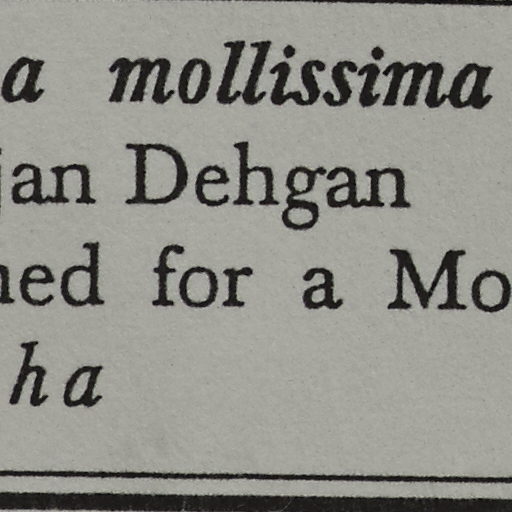 a mollissima
jan Dehgan
ned for a Mo
ha